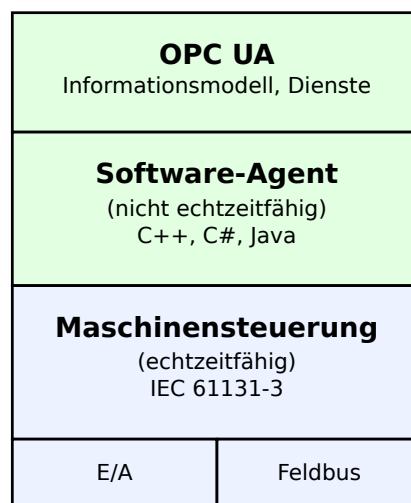 OPC UA
Informationsmodell, Dienste
Software-Agent
(nicht echtzeitfähig)
C++, C#, Java
Maschinensteuerung
(echtzeitfähig)
IEC 61131-3
E/A
Feldbus